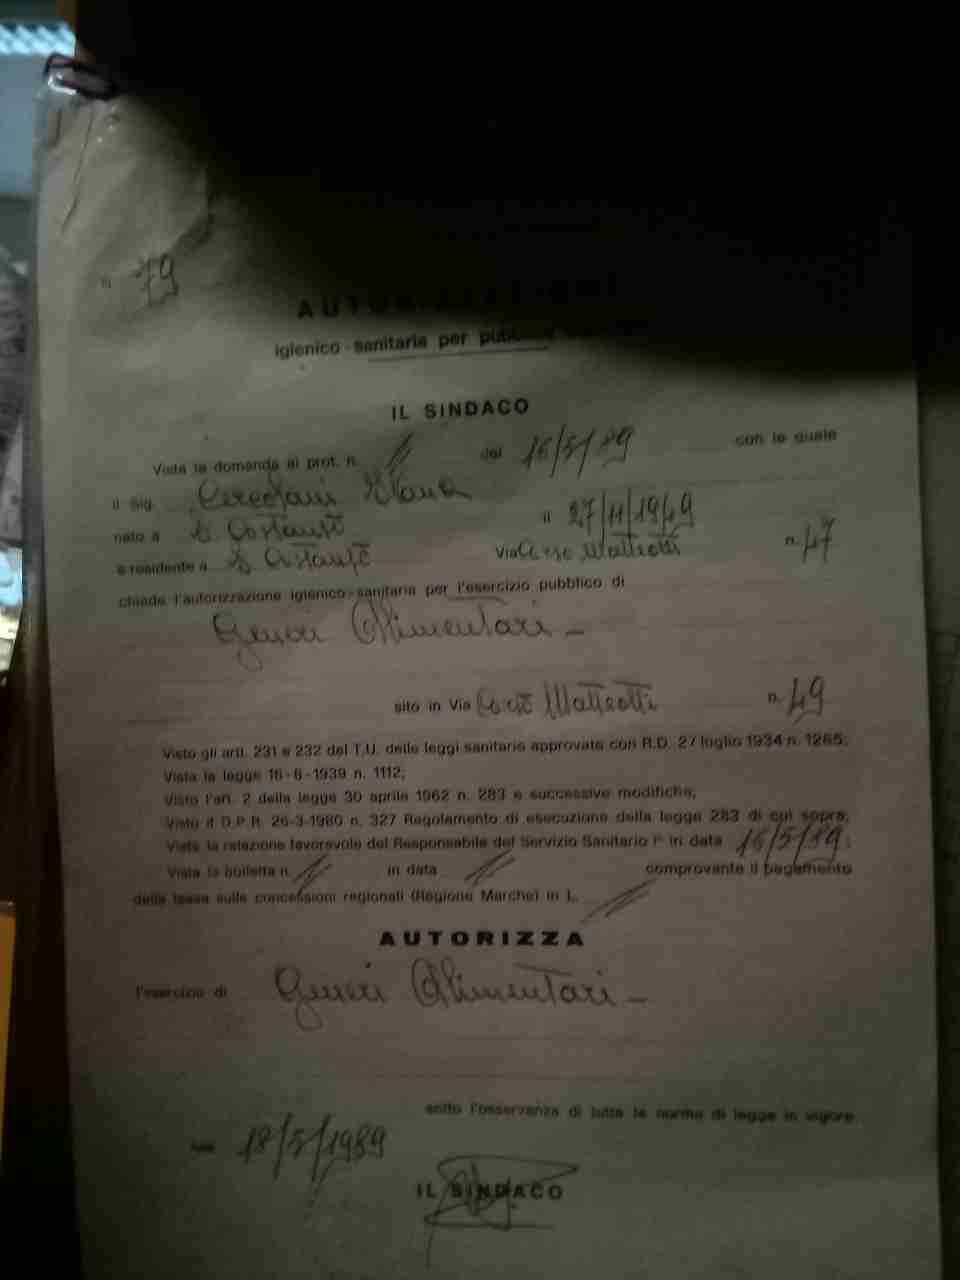 n. 79
AUTORIZZAZIONE
igienico-sanitaria per
IL SINDACO
Vista la domanda al prot. n. // del 16/5/89 con la quale
il sig.
nato a S. Costanzo il 27/11/1949
e residente a S. Costanzo Via Corso Matteotti n. 47
chiede l'autorizzazione igienico-sanitaria per l'esercizio pubblico di
Generi Alimentari -
sito in Via Corso Matteotti n. 49
Visto gli artt. 231 e 232 del T.U. delle leggi sanitarie approvate con R.D. 27 luglio 1934 n. 1265;
Vista la legge 16-6-1939 n. 1112;
Visto l'art. 2 della legge 30 aprile 1962 n. 283 e successive modifiche;
Visto il D.P.R. 26-3-1980 n. 327 Regolamento di esecuzione della legge 283 di cui sopra;
Vista la relazione favorevole del Responsabile del Servizio Sanitario in data 16/5/89;
Vista la bolletta n. // in data // comprovante il pagamento
della tassa sulle concessioni regionali (Regione Marche) in L. //
AUTORIZZA
l'esercizio di Generi Alimentari -
sotto l'osservanza di tutte le norme di legge in vigore
18/5/1989
IL SINDACO